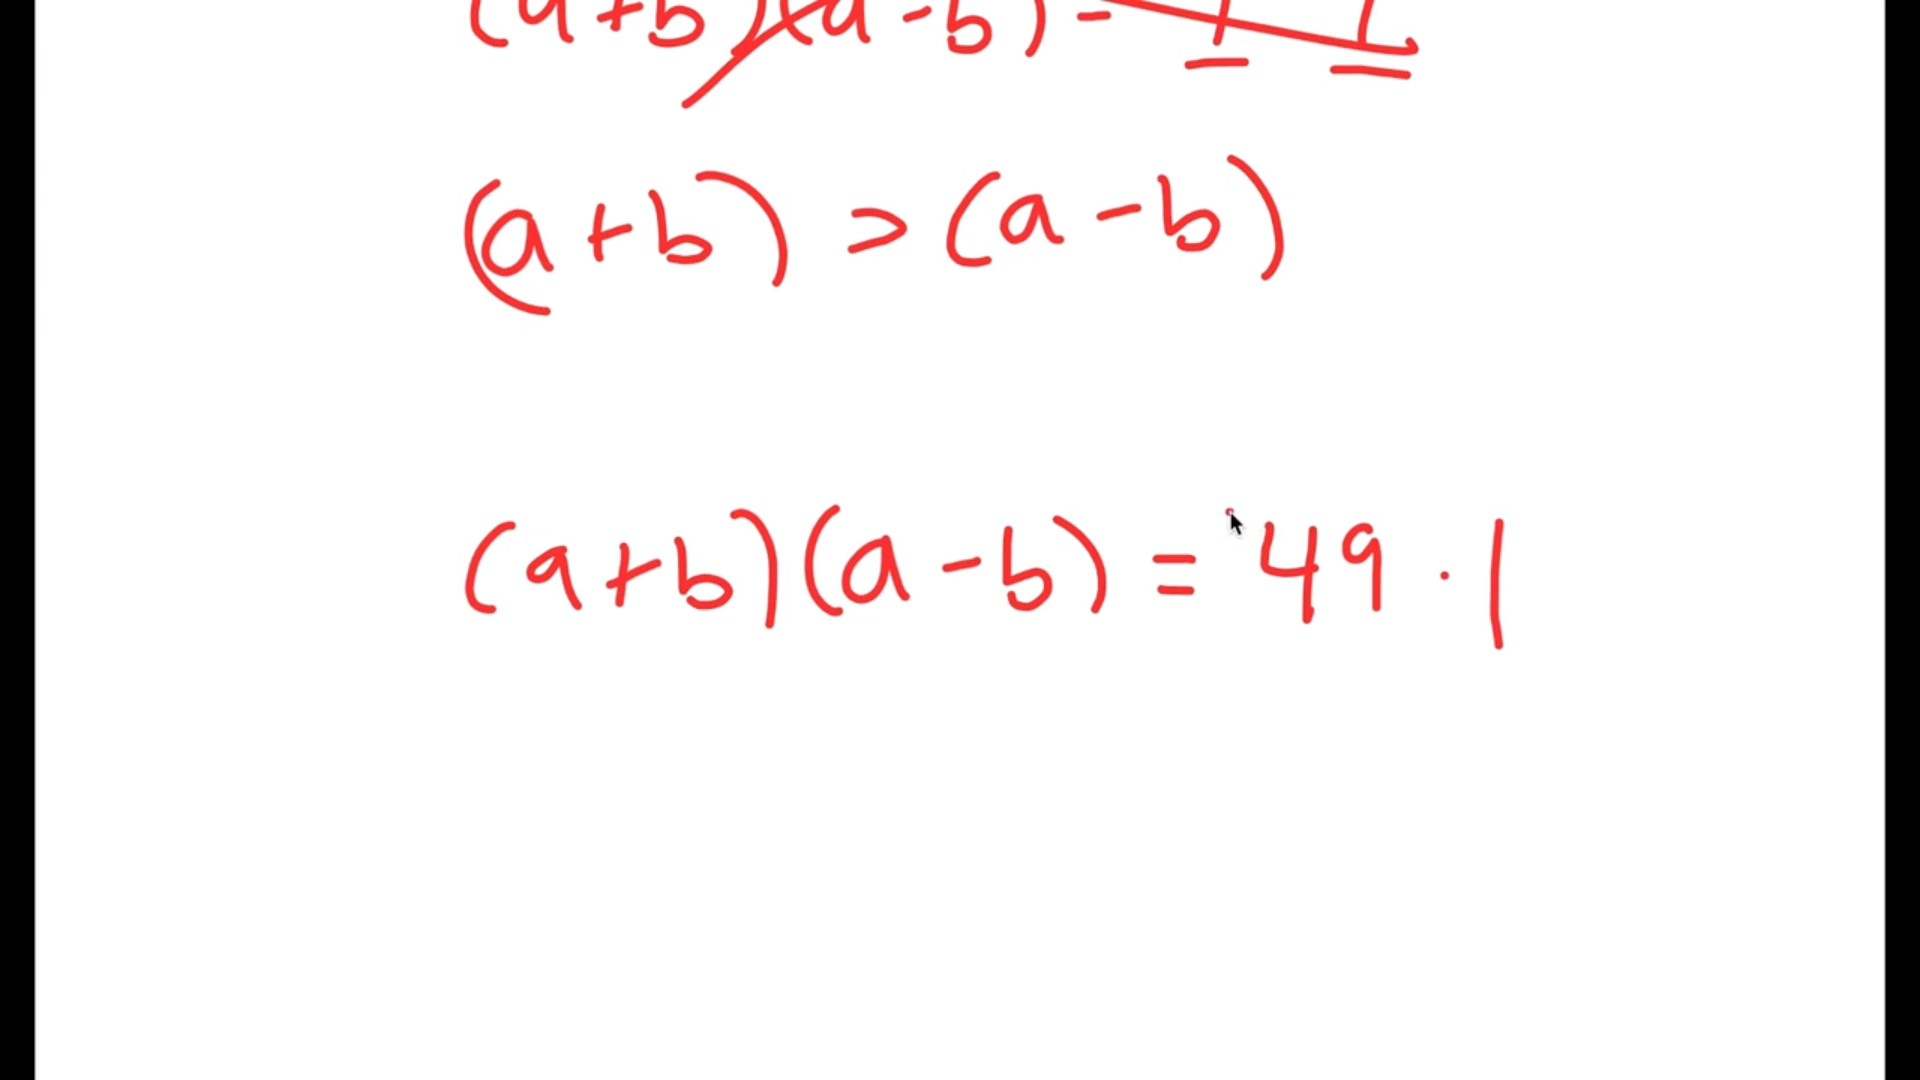 (a+b)(a-b) =
(a+b) > (a-b)
(a+b)(a-b) = 49 · 1